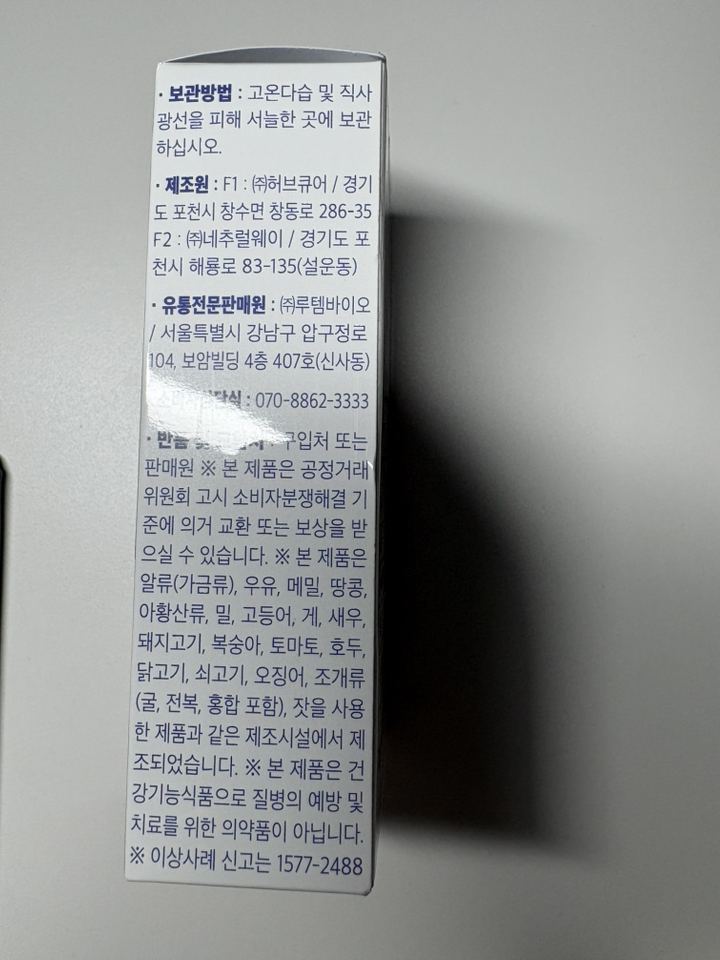 · 보관방법 : 고온다습 및 직사
광선을 피해 서늘한 곳에 보관
하십시오.
· 제조원 : F1 : ㈜허브큐어 / 경기
도 포천시 창수면 창동로 286-35
F2 : ㈜네추럴웨이 / 경기도 포
천시 해룡로 83-135(설운동)
· 유통전문판매원 : ㈜루템바이오
/ 서울특별시 강남구 압구정로
104, 보암빌딩 4층 407호(신사동)
: 070-8862-3333
· 반품 및 : 구입처 또는
판매원 ※ 본 제품은 공정거래
위원회 고시 소비자분쟁해결 기
준에 의거 교환 또는 보상을 받
으실 수 있습니다. ※ 본 제품은
알류(가금류), 우유, 메밀, 땅콩,
아황산류, 밀, 고등어, 게, 새우,
돼지고기, 복숭아, 토마토, 호두,
닭고기, 쇠고기, 오징어, 조개류
(굴, 전복, 홍합 포함), 잣을 사용
한 제품과 같은 제조시설에서 제
조되었습니다. ※ 본 제품은 건
강기능식품으로 질병의 예방 및
치료를 위한 의약품이 아닙니다.
※ 이상사례 신고는 1577-2488